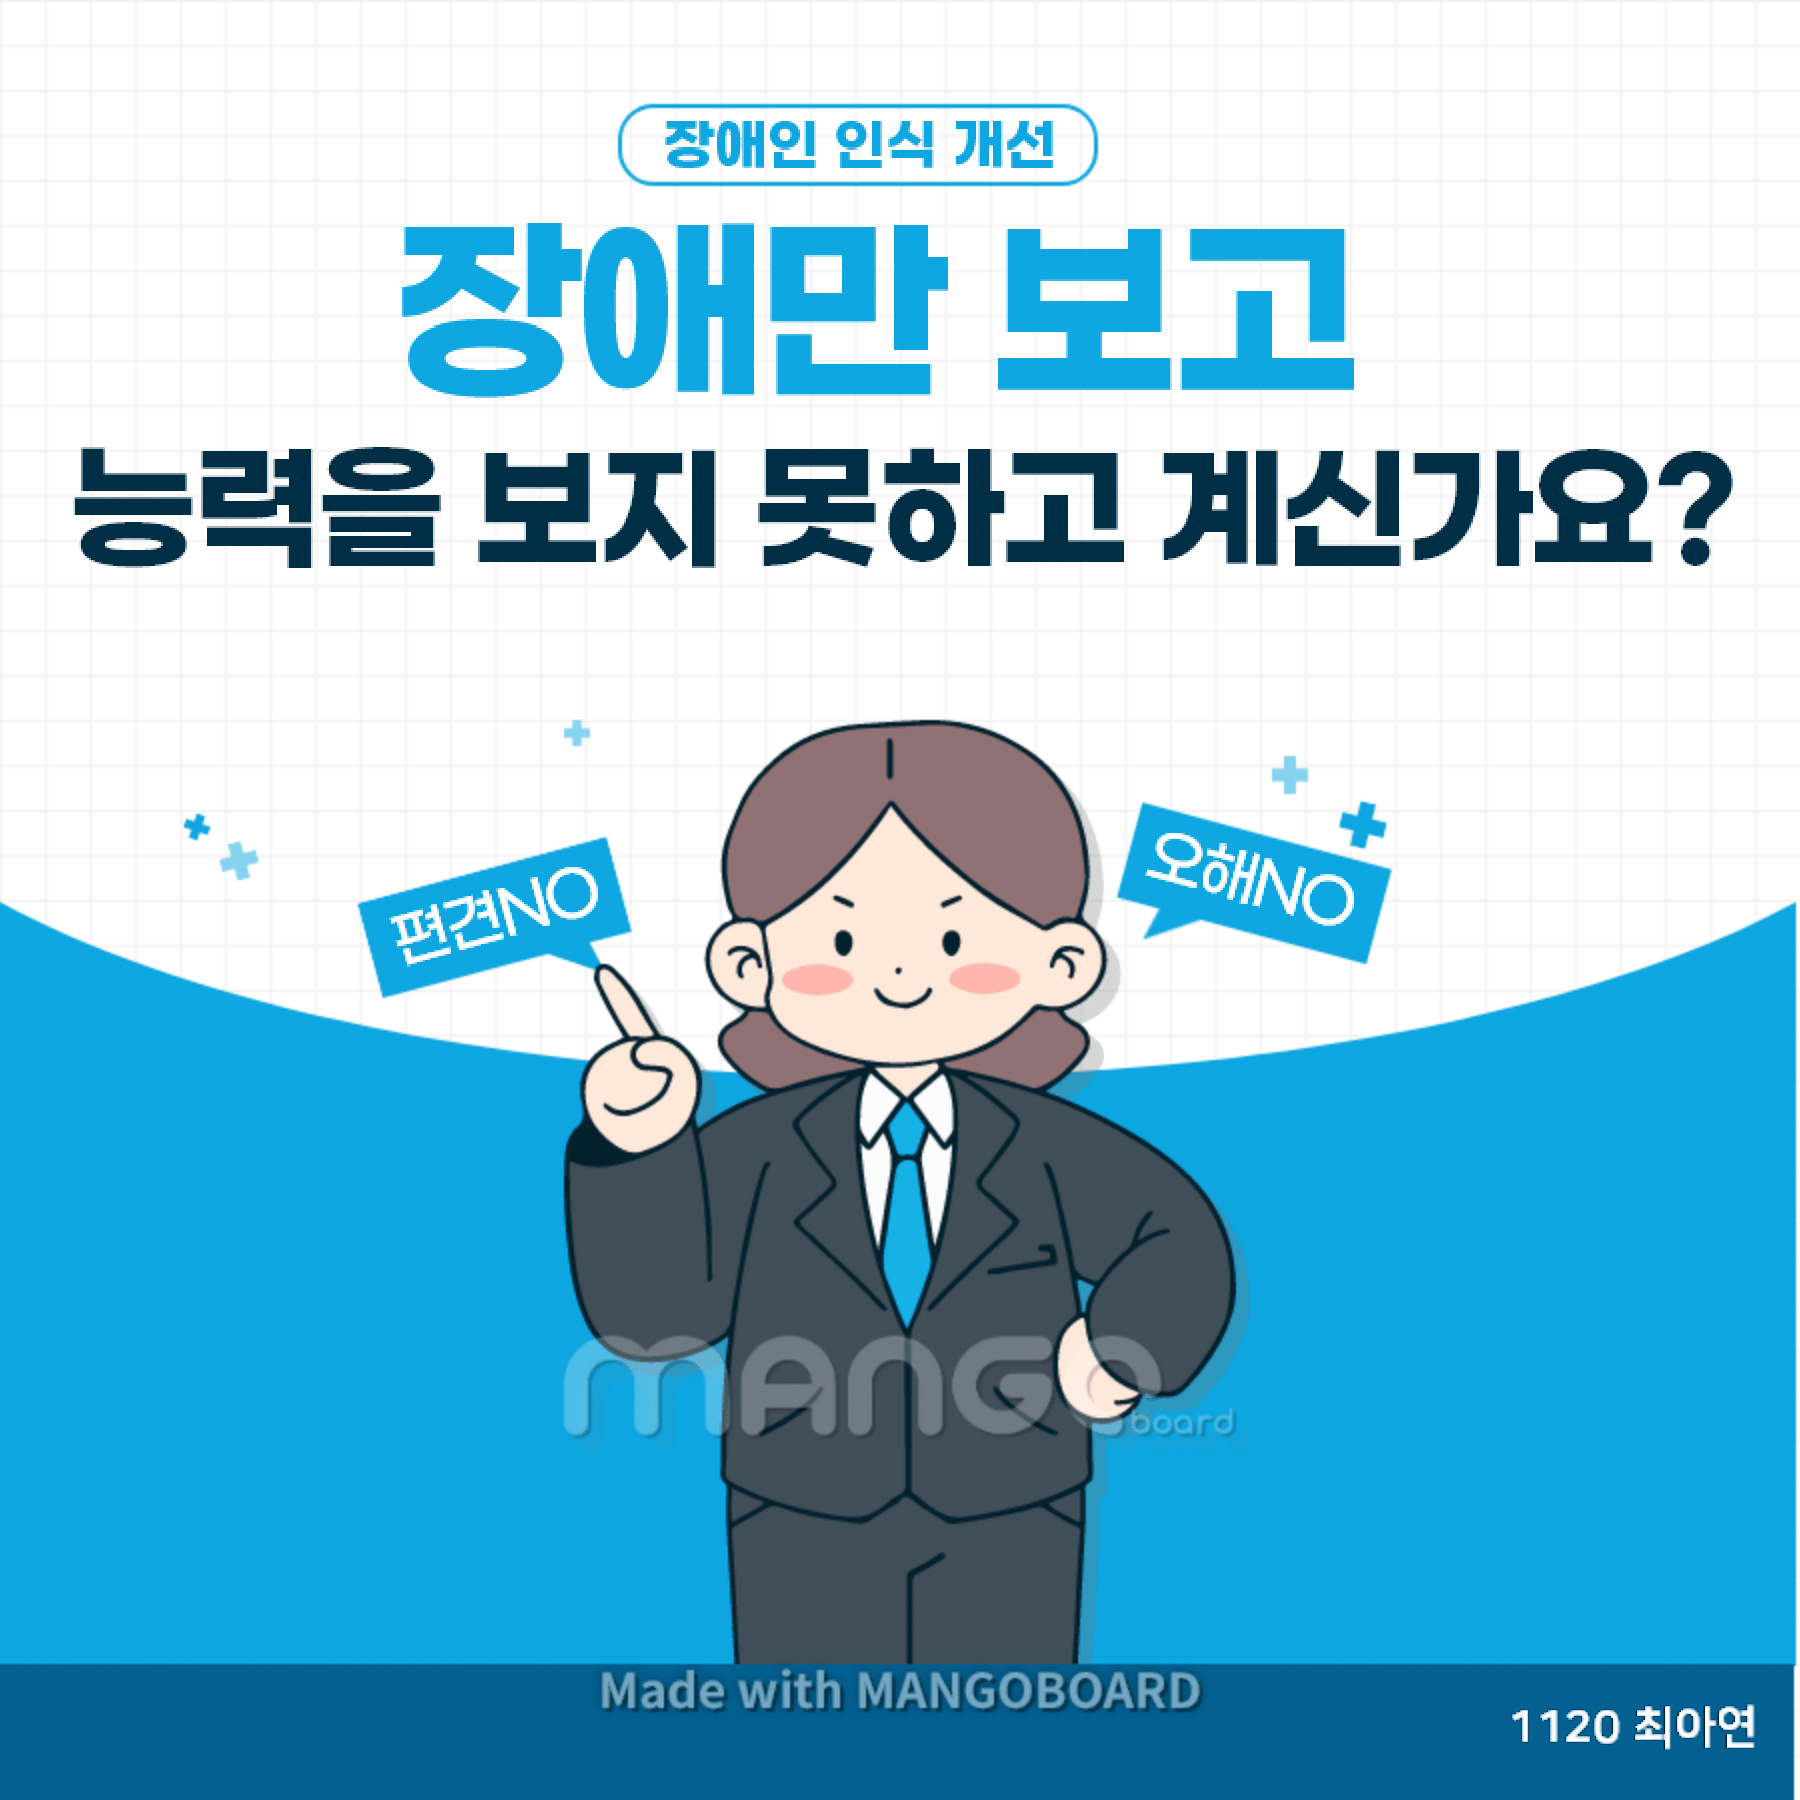 장애인 인식 개선
장애만 보고
능력을 보지 못하고 계신가요?
편견NO
오해NO
MANGO board
Made with MANGOBOARD
1120 최아연